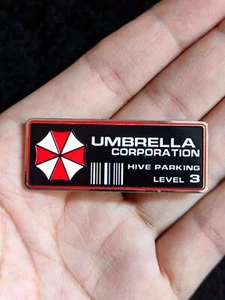 UMBRELLA
CORPORATION
HIVE PARKING
LEVEL 3